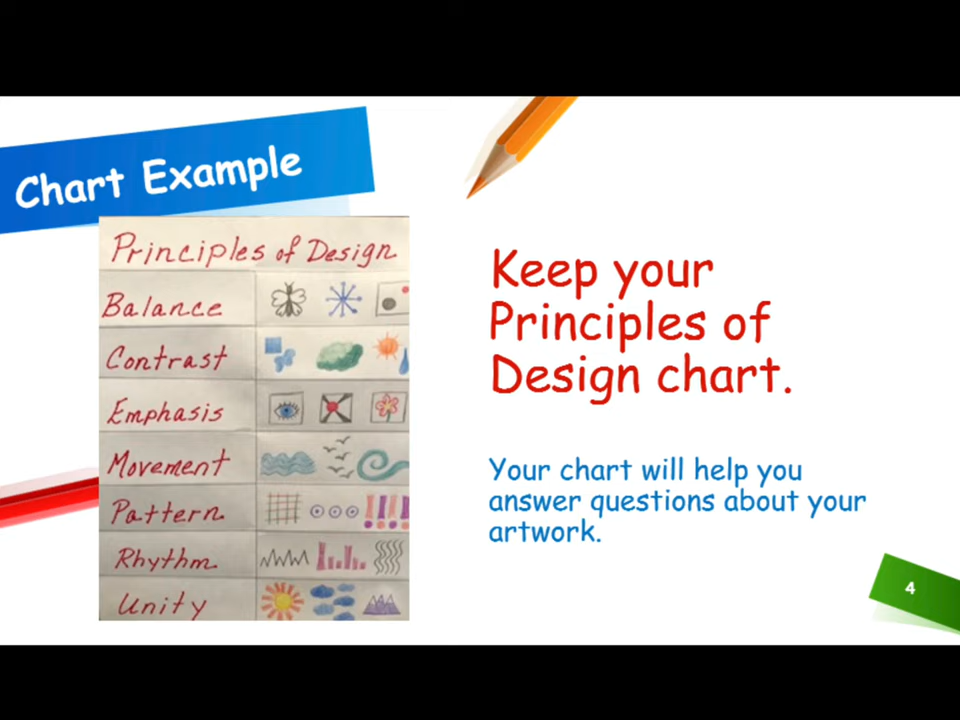 Chart Example
Principles of Design
Balance
Contrast
Emphasis
Movement
Pattern
Rhythm
Unity
Keep your
Principles of
Design chart.
Your chart will help you
answer questions about your
artwork.
4